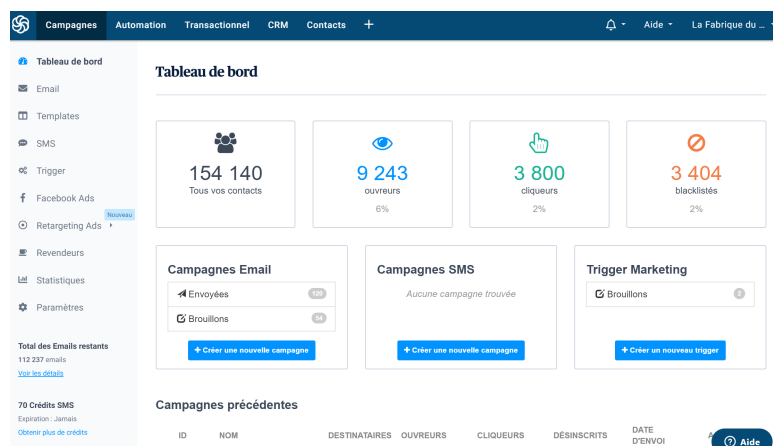 Campagnes Automation Transactionnel CRM Contacts + Aide La Fabrique du ...
Tableau de bord
Email
Templates
SMS
Trigger
Facebook Ads
Nouveau
Retargeting Ads
Revendeurs
Statistiques
Paramètres
Total des Emails restants
112 237 emails
Voir les détails
70 Crédits SMS
Expiration : Jamais
Obtenir plus de crédits
Tableau de bord
154 140
Tous vos contacts
9 243
ouvreurs
6%
3 800
cliqueurs
2%
3 404
blacklistés
2%
Campagnes Email
Envoyées 120
Brouillons 54
+ Créer une nouvelle campagne
Campagnes SMS
Aucune campagne trouvée
+ Créer une nouvelle campagne
Trigger Marketing
Brouillons
+ Créer un nouveau trigger
Campagnes précédentes
ID NOM DESTINATAIRES OUVREURS CLIQUEURS DÉSINSCRITS DATE
D'ENVOI
Aide